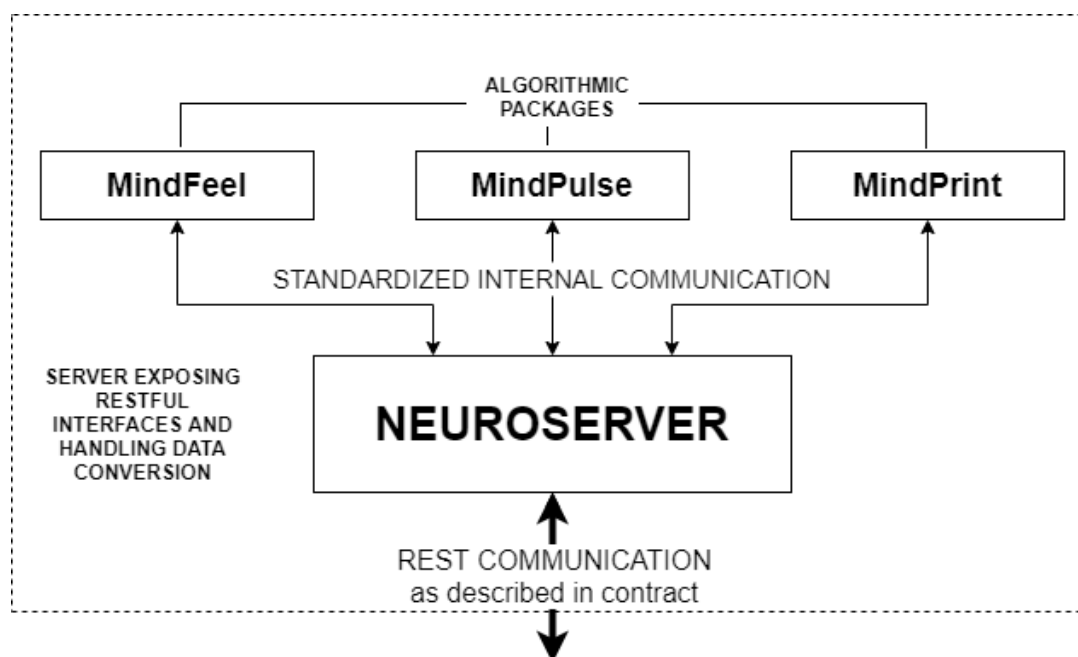 ALGORITHMIC
PACKAGES
MindFeel
MindPulse
MindPrint
STANDARDIZED INTERNAL COMMUNICATION
SERVER EXPOSING
RESTFUL
INTERFACES AND
HANDLING DATA
CONVERSION
NEUROSERVER
REST COMMUNICATION
as described in contract